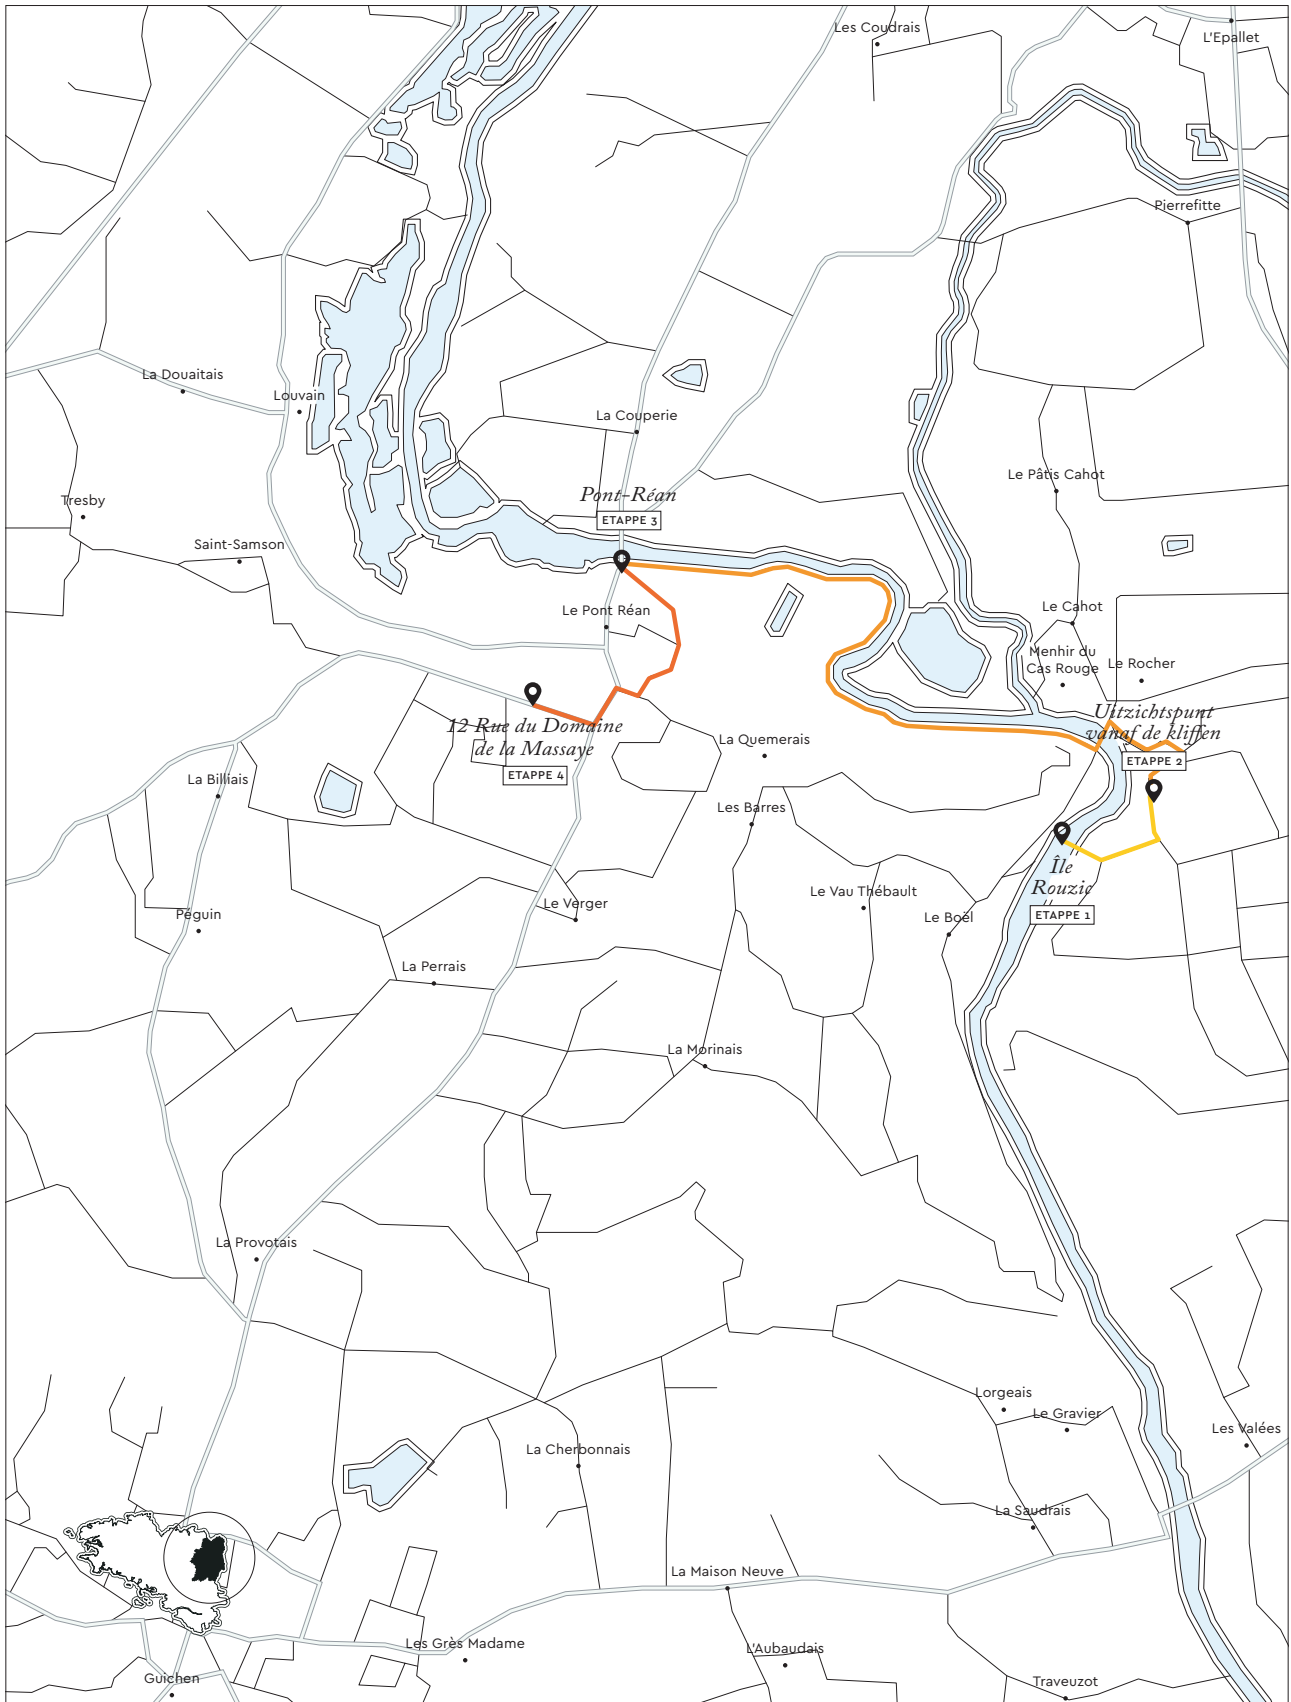 Les Coudrais
L'Epallet
Pierrefitte
La Douaitais
Louvain
La Couperie
Le Pâtis Cahot
Tresby
Pont-Réan
ETAPPE 3
Saint-Samson
Le Pont Réan
Le Cahot
Menhir du
Cas Rouge
Le Rocher
Uitzichtspunt
vanaf de kliffen
ETAPPE 2
12 Rue du Domaine
de la Massaye
ETAPPE 4
La Quemerais
La Billiais
Les Barres
Île
Rouzic
ETAPPE 1
Le Vau Thébault
Le Verger
Le Boël
Péguin
La Perrais
La Morinais
La Provotais
Lorgeais
Le Gravier
Les Valées
La Cherbonnais
La Saudrais
La Maison Neuve
Les Grès Madame
L'Aubaudais
Guichen
Traveuzot